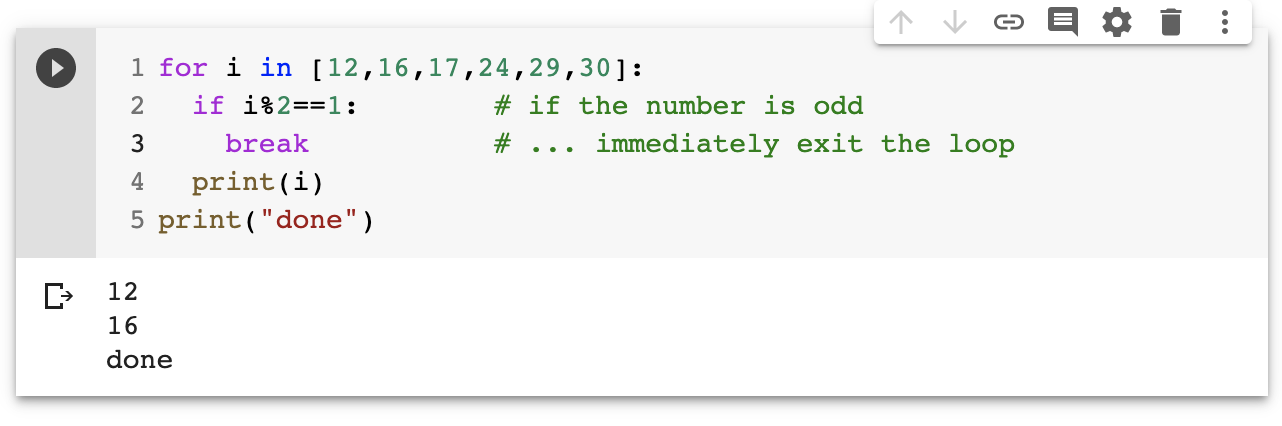 1 for i in [12,16,17,24,29,30]:
2   if i%2==1:        # if the number is odd
3     break           # ... immediately exit the loop
4   print(i)
5 print("done")
12
16
done